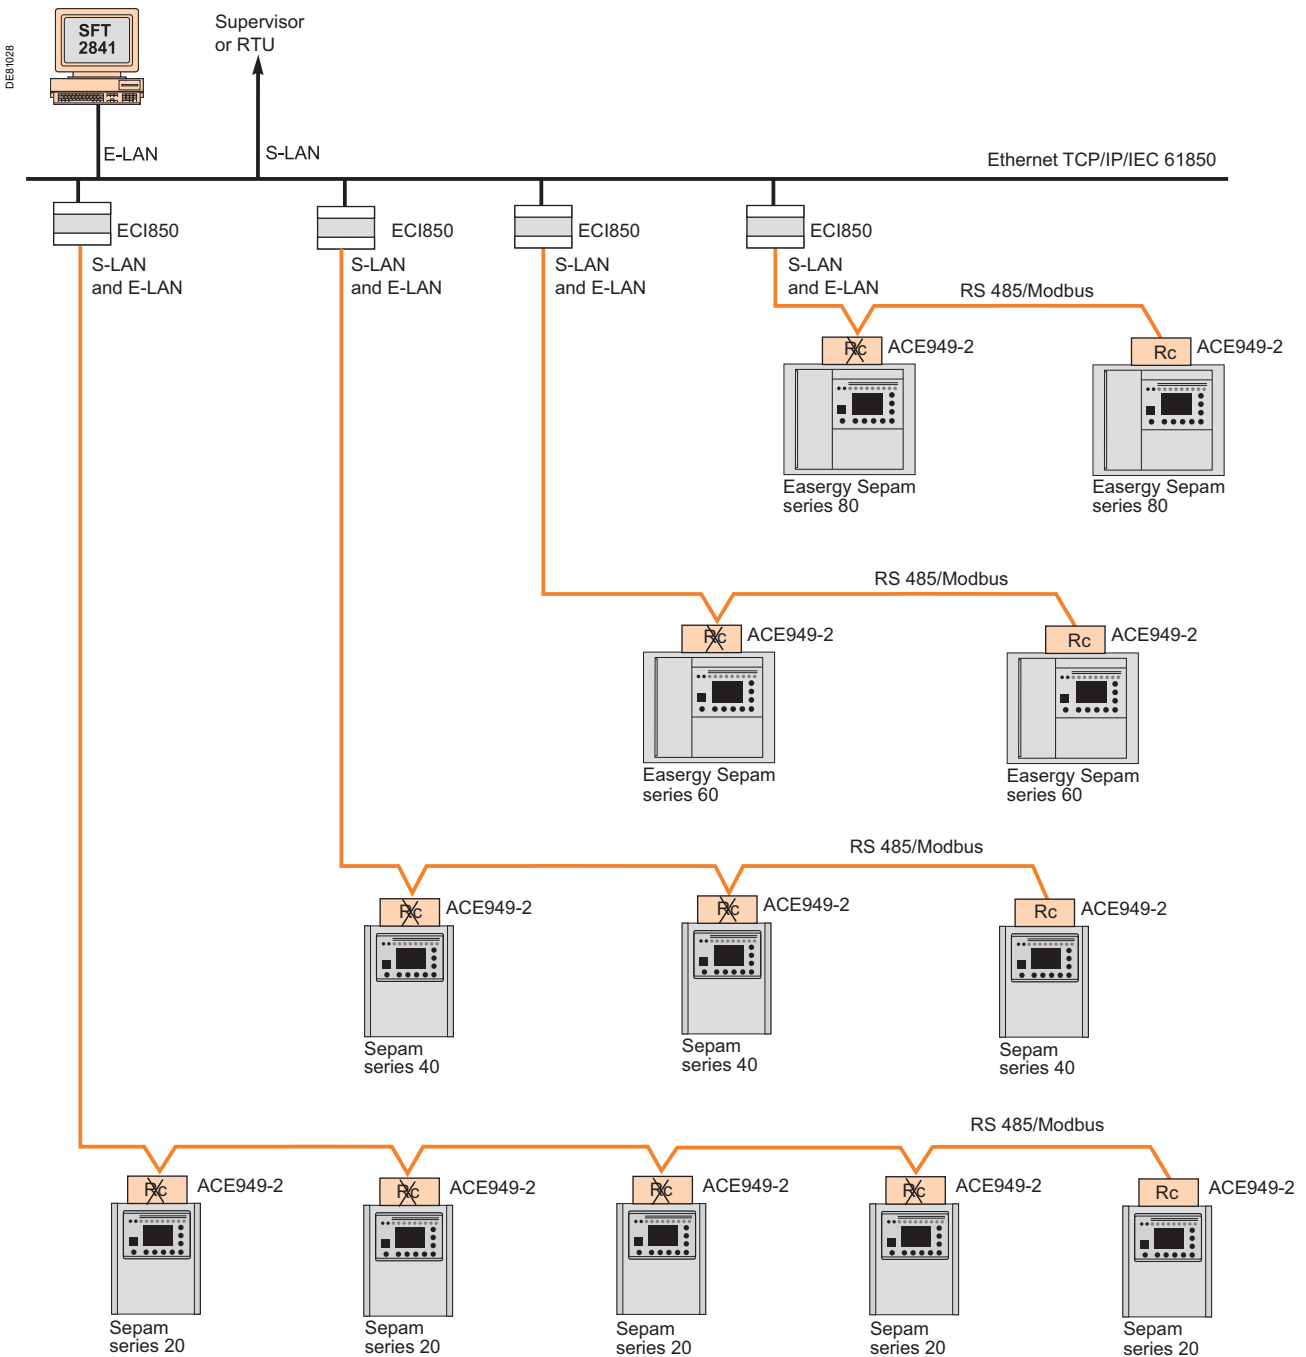 DE81028
SFT
2841
Supervisor
or RTU
E-LAN
S-LAN
Ethernet TCP/IP/IEC 61850
ECI850
ECI850
ECI850
ECI850
S-LAN
and E-LAN
S-LAN
and E-LAN
S-LAN
and E-LAN
S-LAN
and E-LAN
RS 485/Modbus
Rc
ACE949-2
Rc
ACE949-2
Easergy Sepam
series 80
Easergy Sepam
series 80
RS 485/Modbus
Rc
ACE949-2
Rc
ACE949-2
Easergy Sepam
series 60
Easergy Sepam
series 60
RS 485/Modbus
Rc
ACE949-2
Rc
ACE949-2
Rc
ACE949-2
Sepam
series 40
Sepam
series 40
Sepam
series 40
RS 485/Modbus
Rc
ACE949-2
Rc
ACE949-2
Rc
ACE949-2
Rc
ACE949-2
Rc
ACE949-2
Sepam
series 20
Sepam
series 20
Sepam
series 20
Sepam
series 20
Sepam
series 20